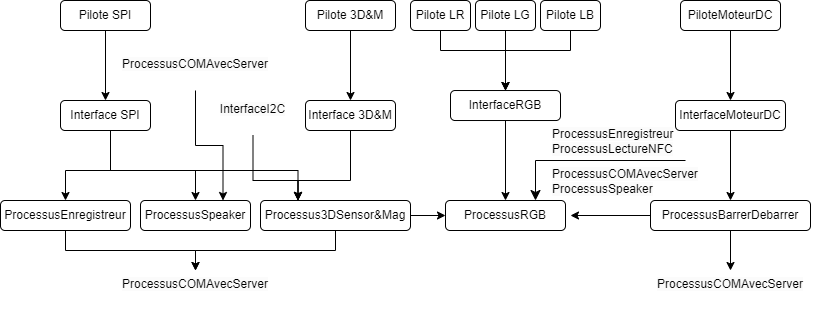 Pilote SPI
Pilote 3D&M
Pilote LR
Pilote LG
Pilote LB
PiloteMoteurDC
ProcessusCOMAvecServer
InterfaceI2C
Interface SPI
Interface 3D&M
InterfaceRGB
InterfaceMoteurDC
ProcessusEnregistreur
ProcessusLectureNFC
ProcessusCOMAvecServer
ProcessusSpeaker
ProcessusEnregistreur
ProcessusSpeaker
Processus3DSensor&Mag
ProcessusRGB
ProcessusBarrerDebarrer
ProcessusCOMAvecServer
ProcessusCOMAvecServer